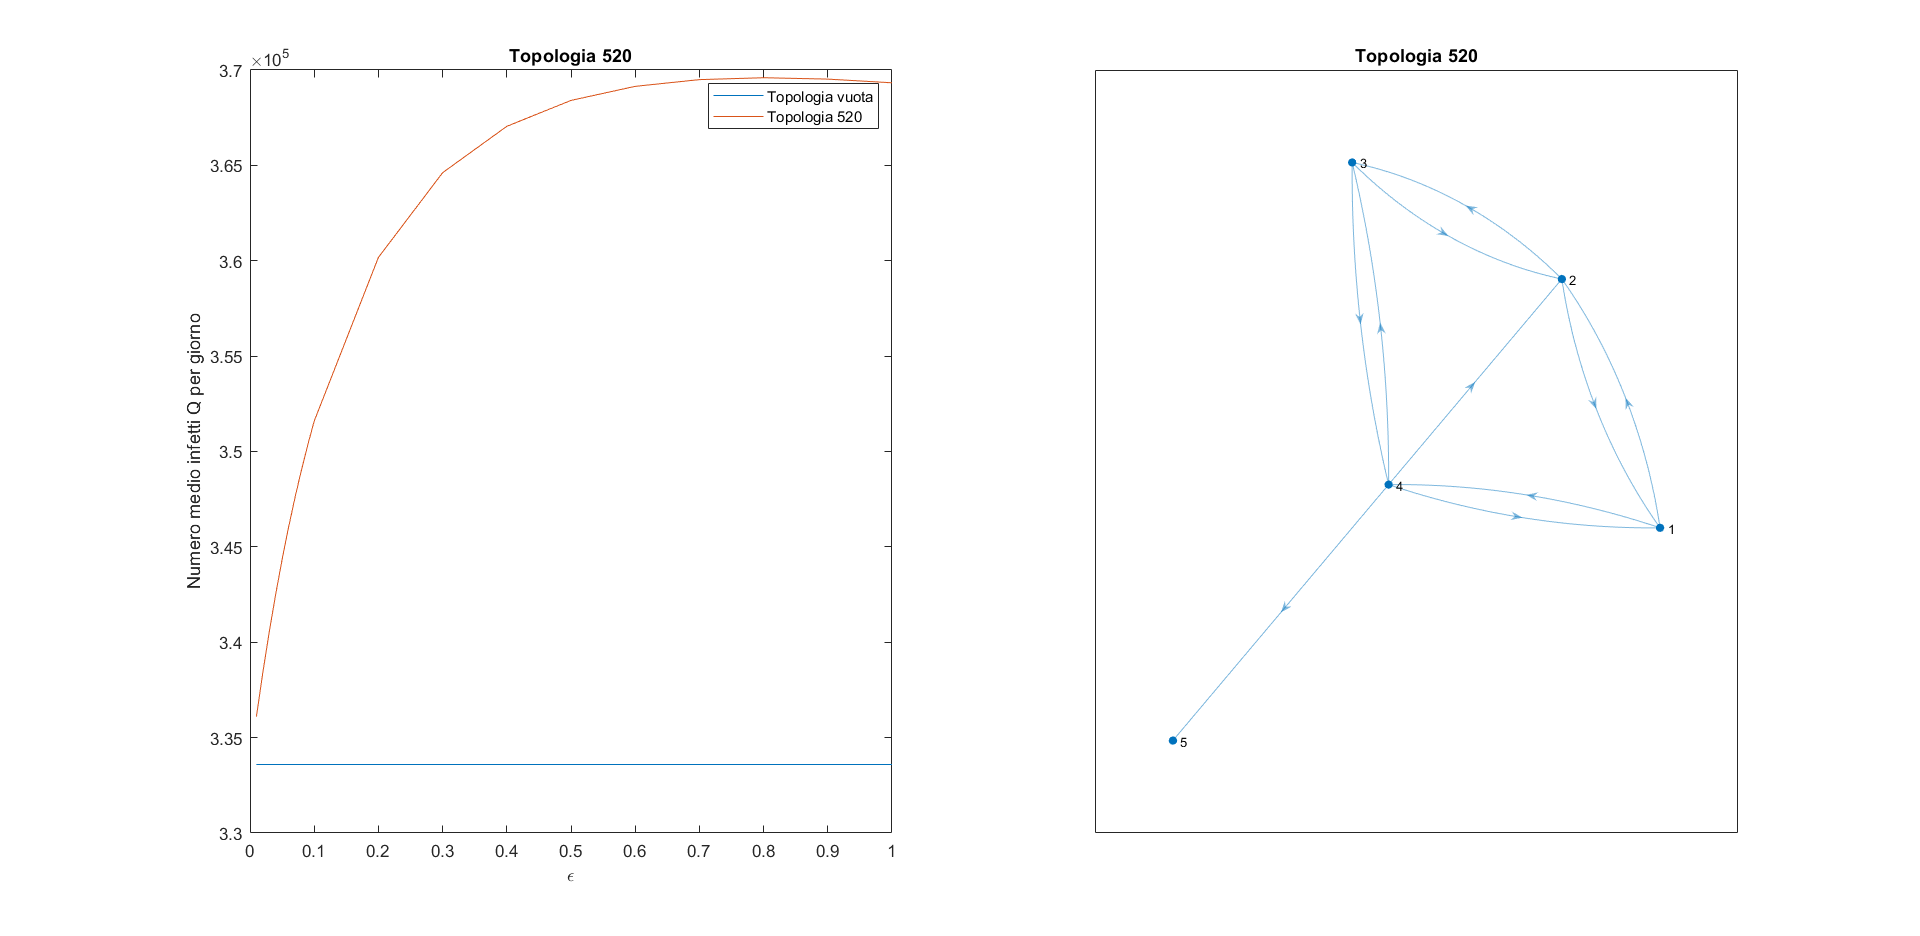 Topologia 520
×10^5
3.7
3.65
3.6
3.55
3.5
3.45
3.4
3.35
3.3
Numero medio infetti Q per giorno
Topologia vuota
Topologia 520
0 0.1 0.2 0.3 0.4 0.5 0.6 0.7 0.8 0.9 1
ϵ
Topologia 520
3
2
4
1
5